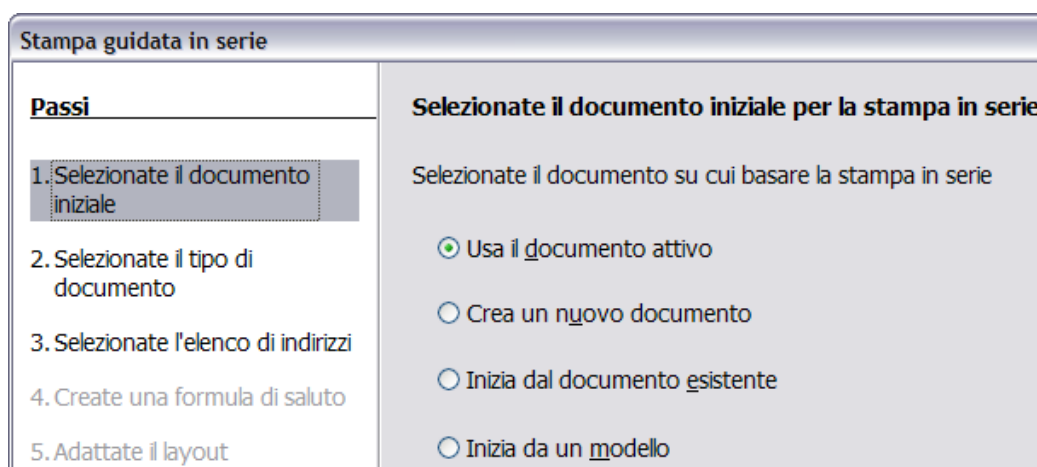 Stampa guidata in serie
Passi
1. Selezionate il documento
iniziale
2. Selezionate il tipo di
documento
3. Selezionate l'elenco di indirizzi
4. Create una formula di saluto
5. Adattate il layout
Selezionate il documento iniziale per la stampa in serie
Selezionate il documento su cui basare la stampa in serie
Usa il documento attivo
Crea un nuovo documento
Inizia dal documento esistente
Inizia da un modello